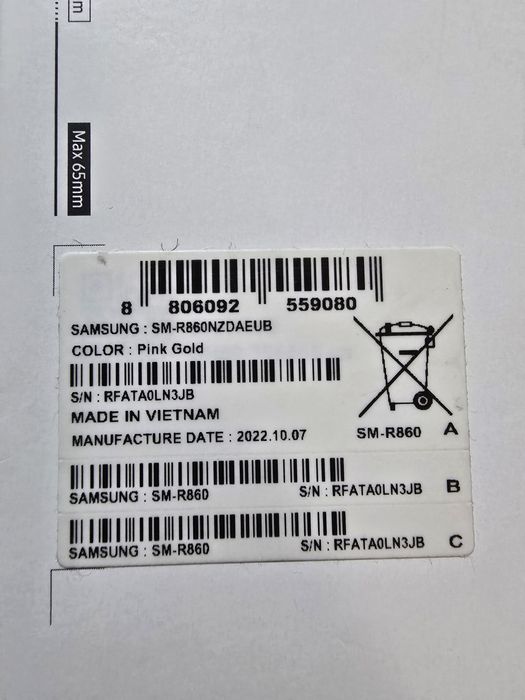 m
Max 65mm
8 806092 559080
SAMSUNG : SM-R860NZDAEUB
COLOR : Pink Gold
S/N : RFATA0LN3JB
MADE IN VIETNAM
MANUFACTURE DATE : 2022.10.07
SM-R860 A
SAMSUNG : SM-R860 S/N : RFATA0LN3JB B
SAMSUNG : SM-R860 S/N : RFATA0LN3JB C